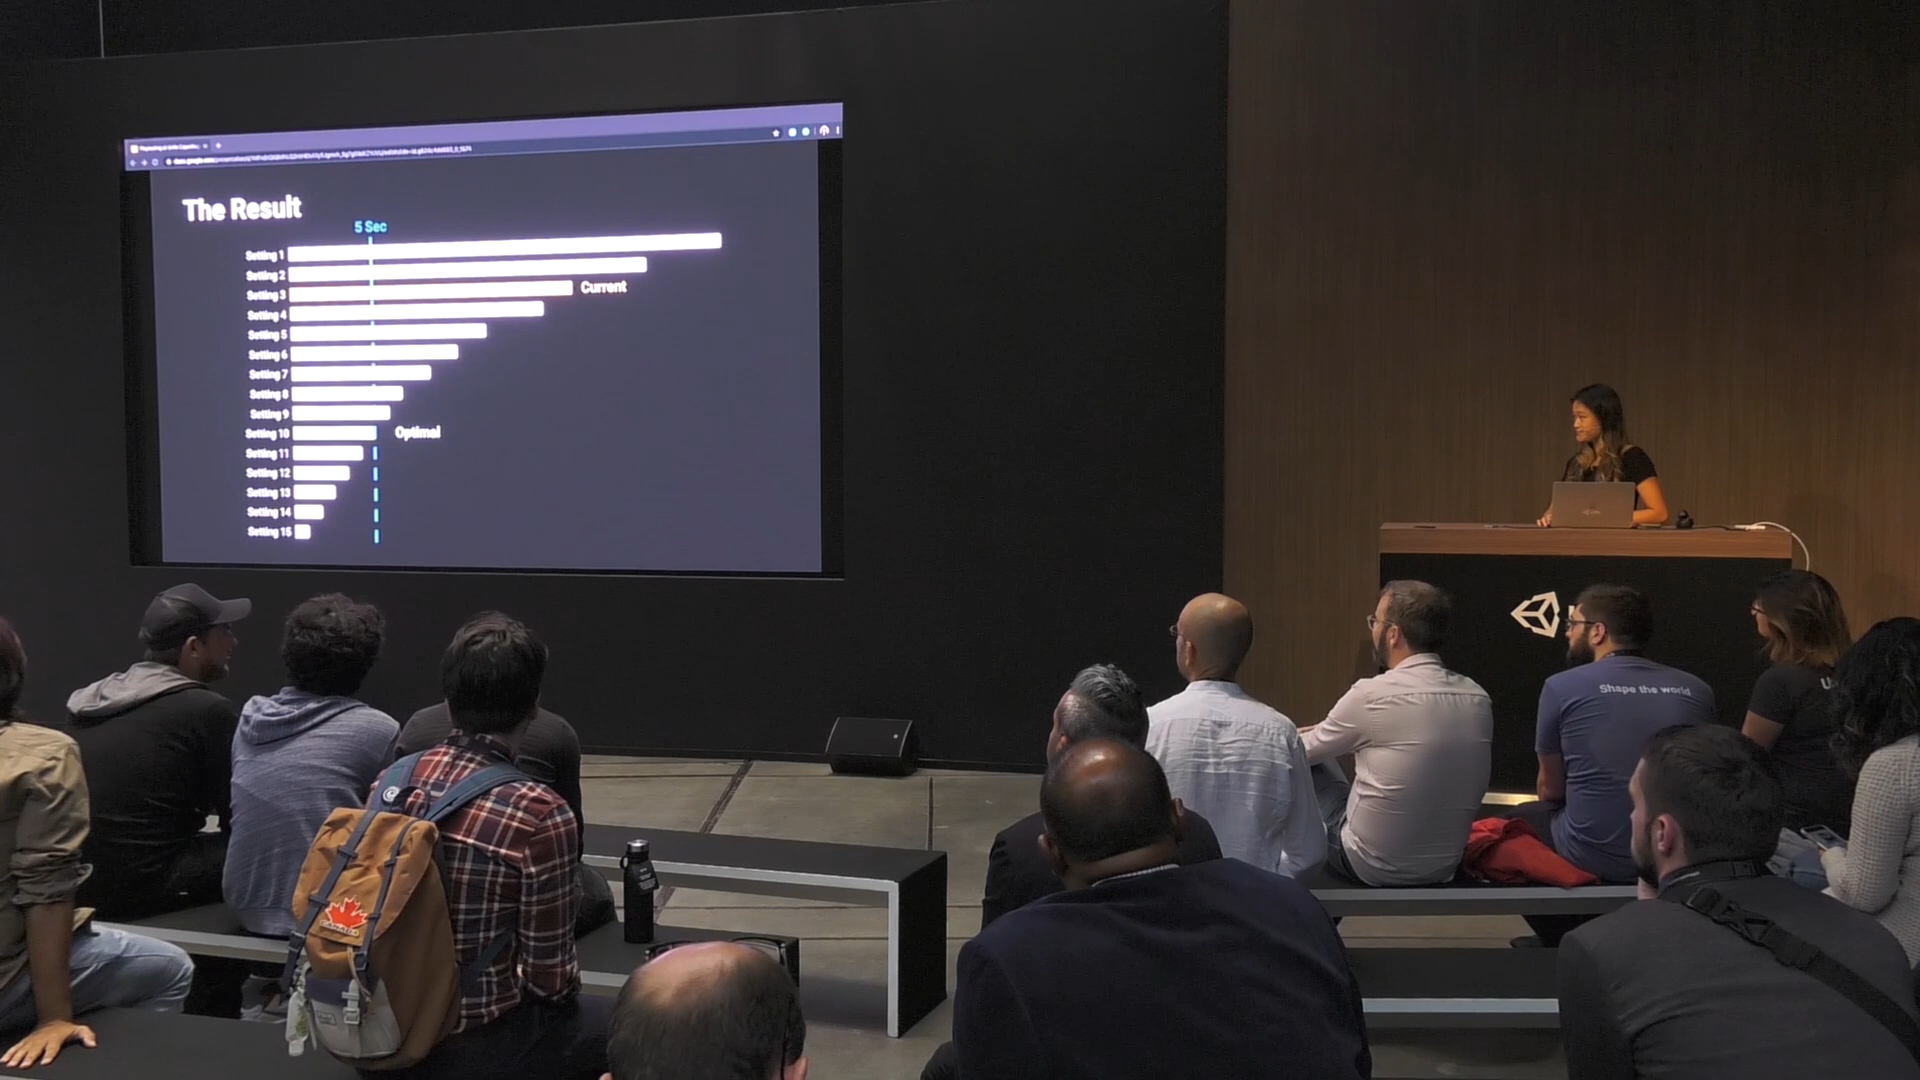 The Result
5 Sec
Setting 1
Setting 2
Setting 3
Current
Setting 4
Setting 5
Setting 6
Setting 7
Setting 8
Setting 9
Setting 10
Optimal
Setting 11
Setting 12
Setting 13
Setting 14
Setting 15
Shape the world
CANADA